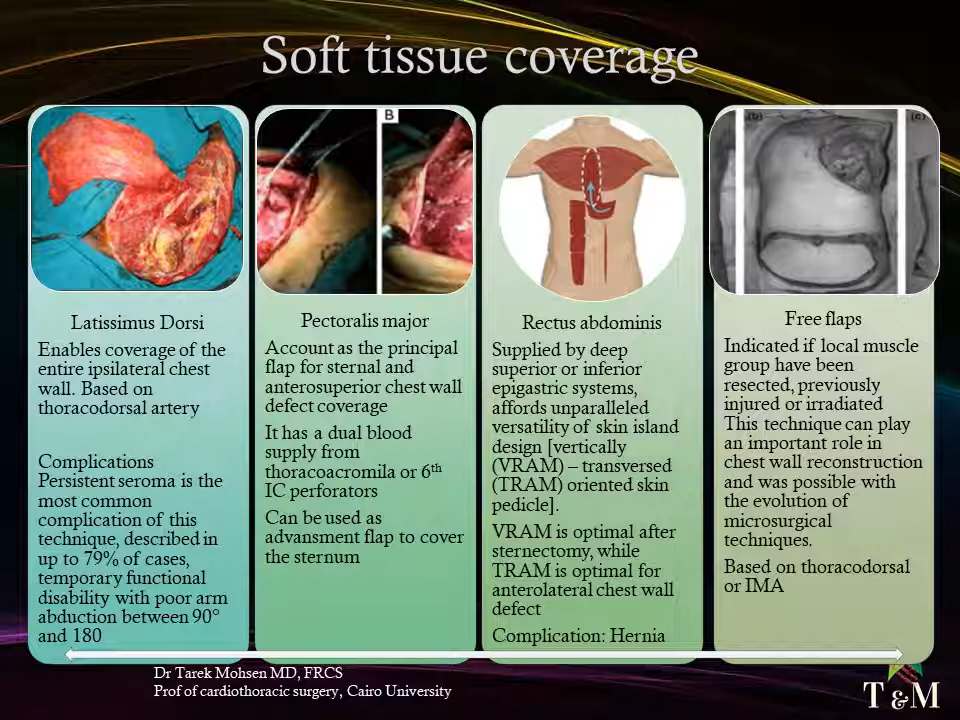 Soft tissue coverage
B
(b)
(c)
Latissimus Dorsi
Enables coverage of the
entire ipsilateral chest
wall. Based on
thoracodorsal artery
Complications
Persistent seroma is the
most common
complication of this
technique, described in
up to 79% of cases,
temporary functional
disability with poor arm
abduction between 90°
and 180
Pectoralis major
Account as the principal
flap for sternal and
anterosuperior chest wall
defect coverage
It has a dual blood
supply from
thoracoacromila or 6th
IC perforators
Can be used as
advansment flap to cover
the sternum
Rectus abdominis
Supplied by deep
superior or inferior
epigastric systems,
affords unparalleled
versatility of skin island
design [vertically
(VRAM) – transversed
(TRAM) oriented skin
pedicle].
VRAM is optimal after
sternectomy, while
TRAM is optimal for
anterolateral chest wall
defect
Complication: Hernia
Free flaps
Indicated if local muscle
group have been
resected, previously
injured or irradiated
This technique can play
an important role in
chest wall reconstruction
and was possible with
the evolution of
microsurgical
techniques.
Based on thoracodorsal
or IMA
Dr Tarek Mohsen MD, FRCS
Prof of cardiothoracic surgery, Cairo University
T & M